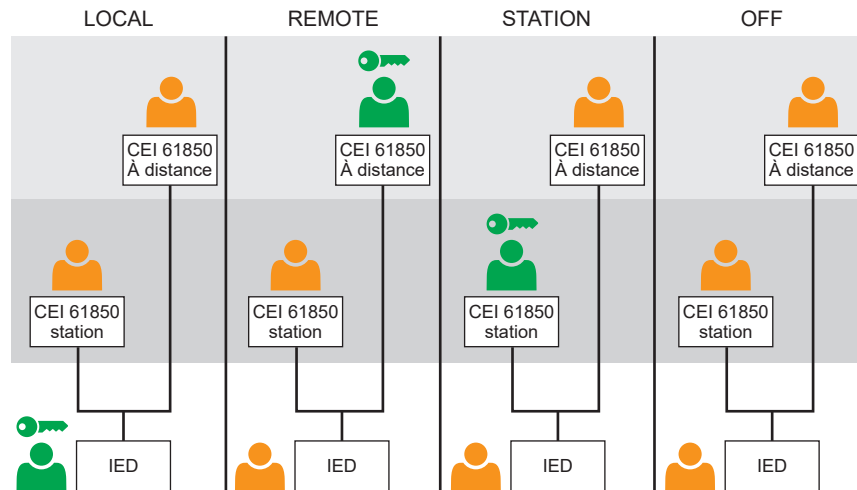 LOCAL
REMOTE
STATION
OFF
CEI 61850
À distance
CEI 61850
À distance
CEI 61850
À distance
CEI 61850
À distance
CEI 61850
station
CEI 61850
station
CEI 61850
station
CEI 61850
station
IED
IED
IED
IED